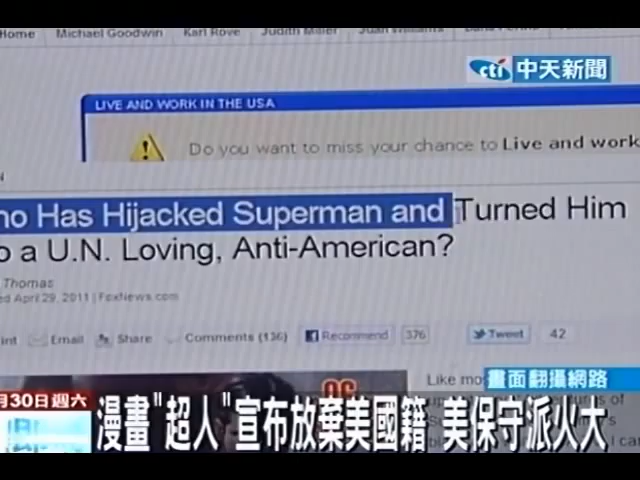 Home Michael Goodwin Karl Rove Judith Miller Juan Williams
cti 中天新聞
LIVE AND WORK IN THE USA
Do you want to miss your chance to Live and work
ho Has Hijacked Superman and Turned Him
o a U.N. Loving, Anti-American?
Thomas
ed April 29, 2011 | FoxNews.com
int Email Share Comments (136) Recommend 376 Tweet 42
Like mo
畫面翻攝網路
月30日週六
漫畫"超人"宣布放棄美國籍 美保守派火大